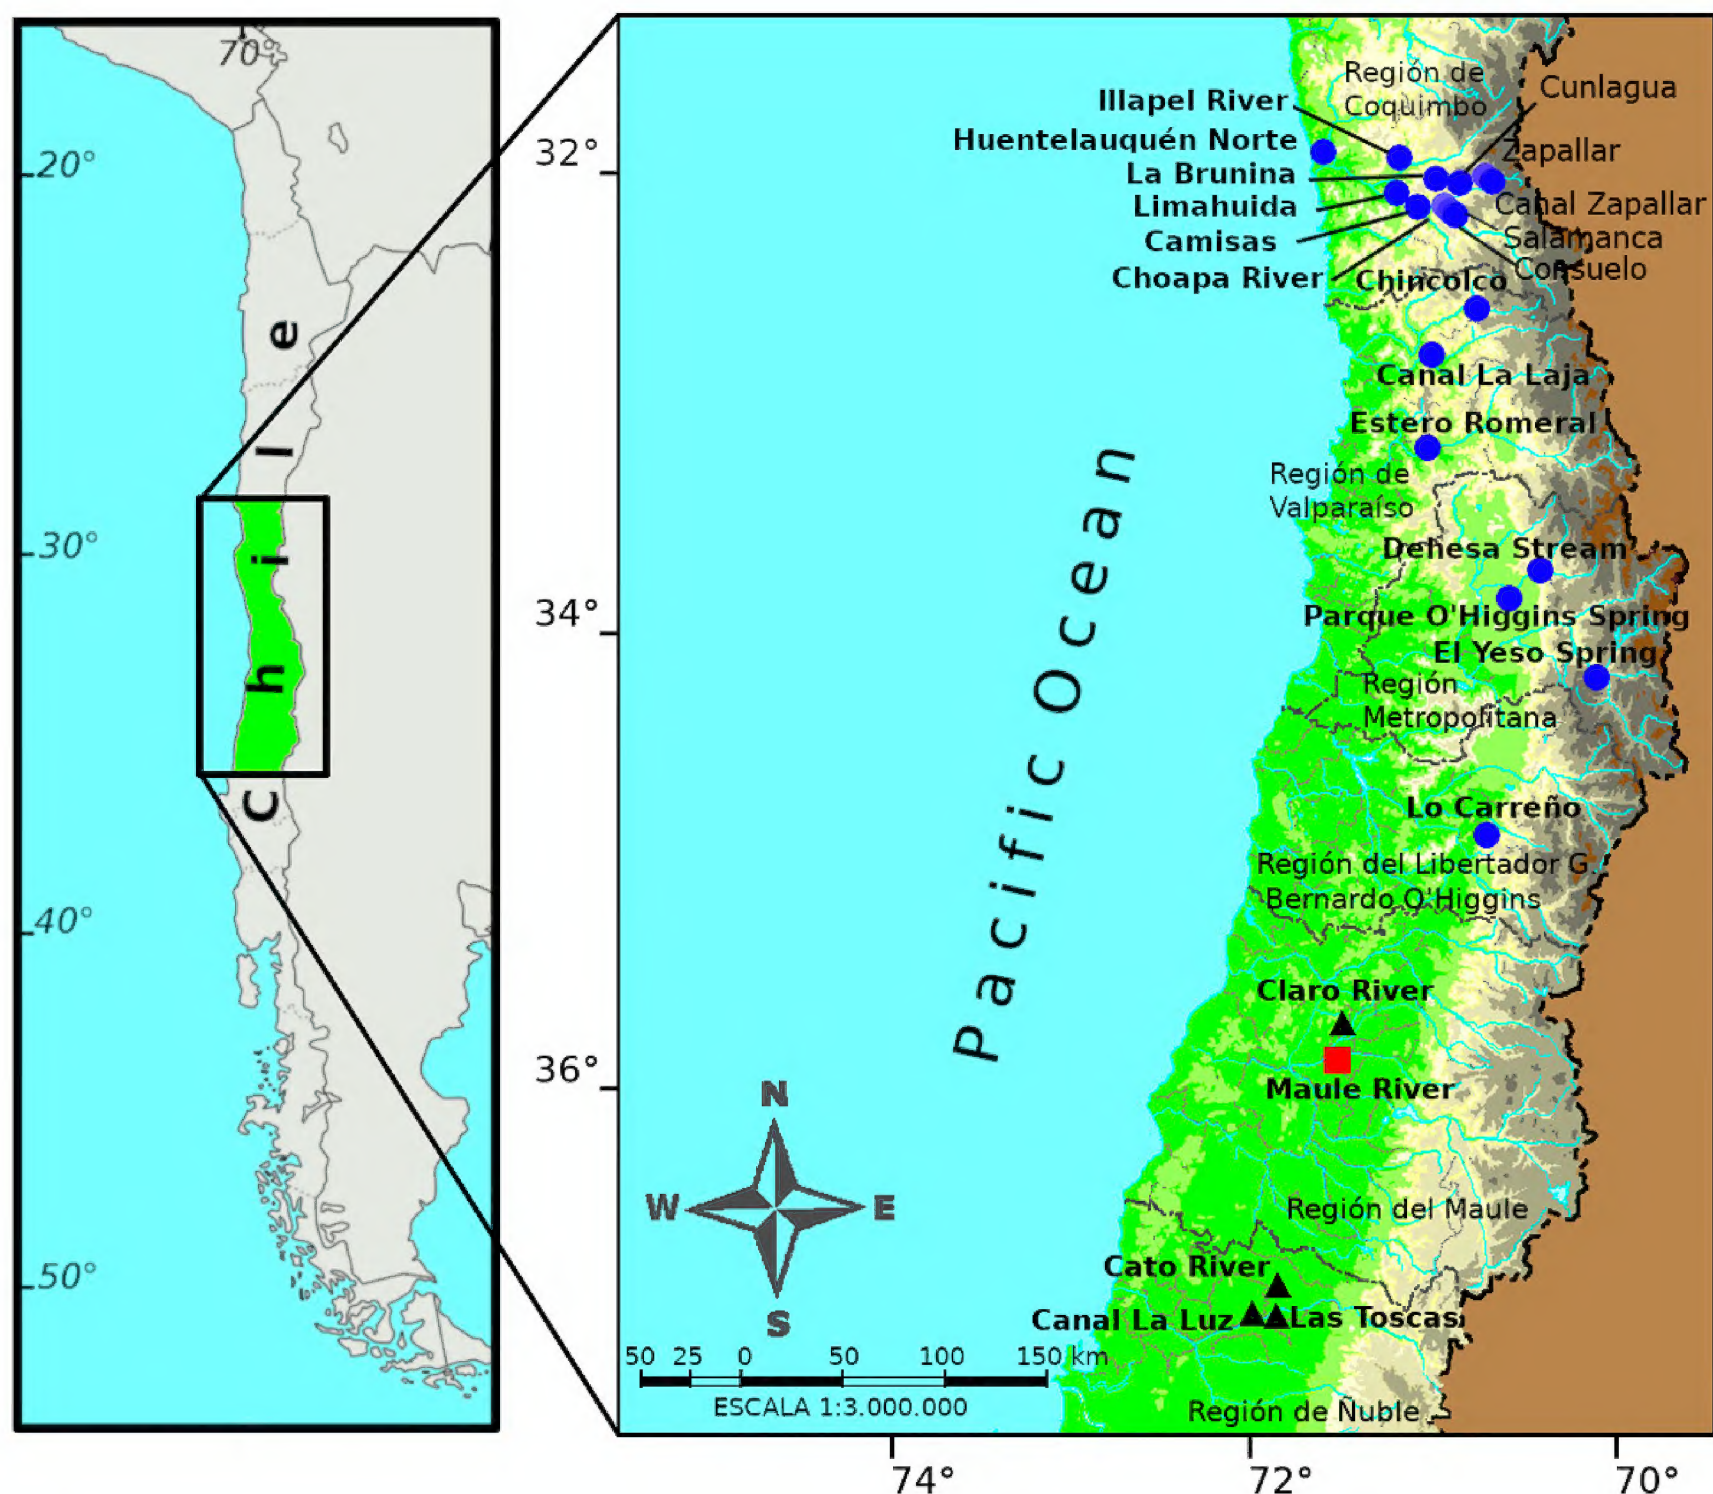 70°
20°
30°
40°
50°
C h i l e
32°
34°
36°
74°
72°
70°
Pacific Ocean
Región de
Coquimbo
Cunlagua
Illapel River
Huentelauquén Norte
Zapallar
La Brunina
Limahuida
Canal Zapallar
Camisas
Salamanca
Choapa River
Consuelo
Chincolco
Canal La Laja
Estero Romeral
Región de
Valparaíso
Dehesa Stream
Parque O'Higgins Spring
El Yeso Spring
Región
Metropolitana
Lo Carreño
Región del Libertador G.
Bernardo O'Higgins
Claro River
Maule River
Región del Maule
Cato River
Canal La Luz
Las Toscas
Región de Ñuble
N
W E
S
50 25 0 50 100 150 km
ESCALA 1:3.000.000